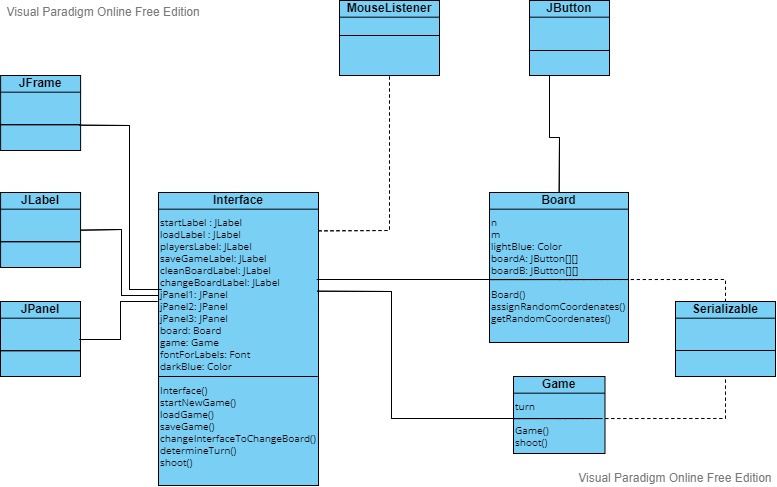 Visual Paradigm Online Free Edition
MouseListener
JButton
JFrame
JLabel
JPanel
Interface
startLabel : JLabel
loadLabel : JLabel
playersLabel: JLabel
saveGameLabel: JLabel
cleanBoardLabel: JLabel
changeBoardLabel: JLabel
jPanel1: JPanel
jPanel2: JPanel
jPanel3: JPanel
board: Board
game: Game
fontForLabels: Font
darkBlue: Color
Interface()
startNewGame()
loadGame()
saveGame()
changeInterfaceToChangeBoard()
determineTurn()
shoot()
Board
n
m
lightBlue: Color
boardA: JButton[][]
boardB: JButton[][]
Board()
assignRandomCoordenates()
getRandomCoordenates()
Serializable
Game
turn
Game()
shoot()
Visual Paradigm Online Free Edition